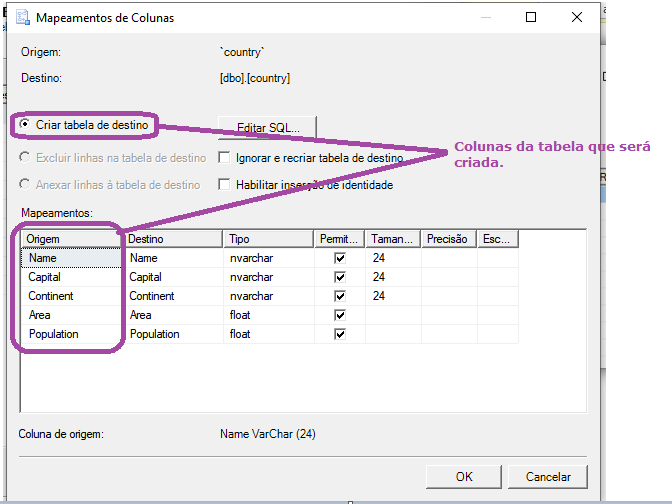 Mapeamentos de Colunas
Origem: `country`
Destino: [dbo].[country]
Criar tabela de destino Editar SQL...
Excluir linhas na tabela de destino Ignorar e recriar tabela de destino
Anexar linhas à tabela de destino Habilitar inserção de identidade
Colunas da tabela que será
criada.
Mapeamentos:
Origem Destino Tipo Permit... Taman... Precisão Esc...
Name Name nvarchar 24
Capital Capital nvarchar 24
Continent Continent nvarchar 24
Area Area float
Population Population float
Coluna de origem: Name VarChar (24)
OK Cancelar